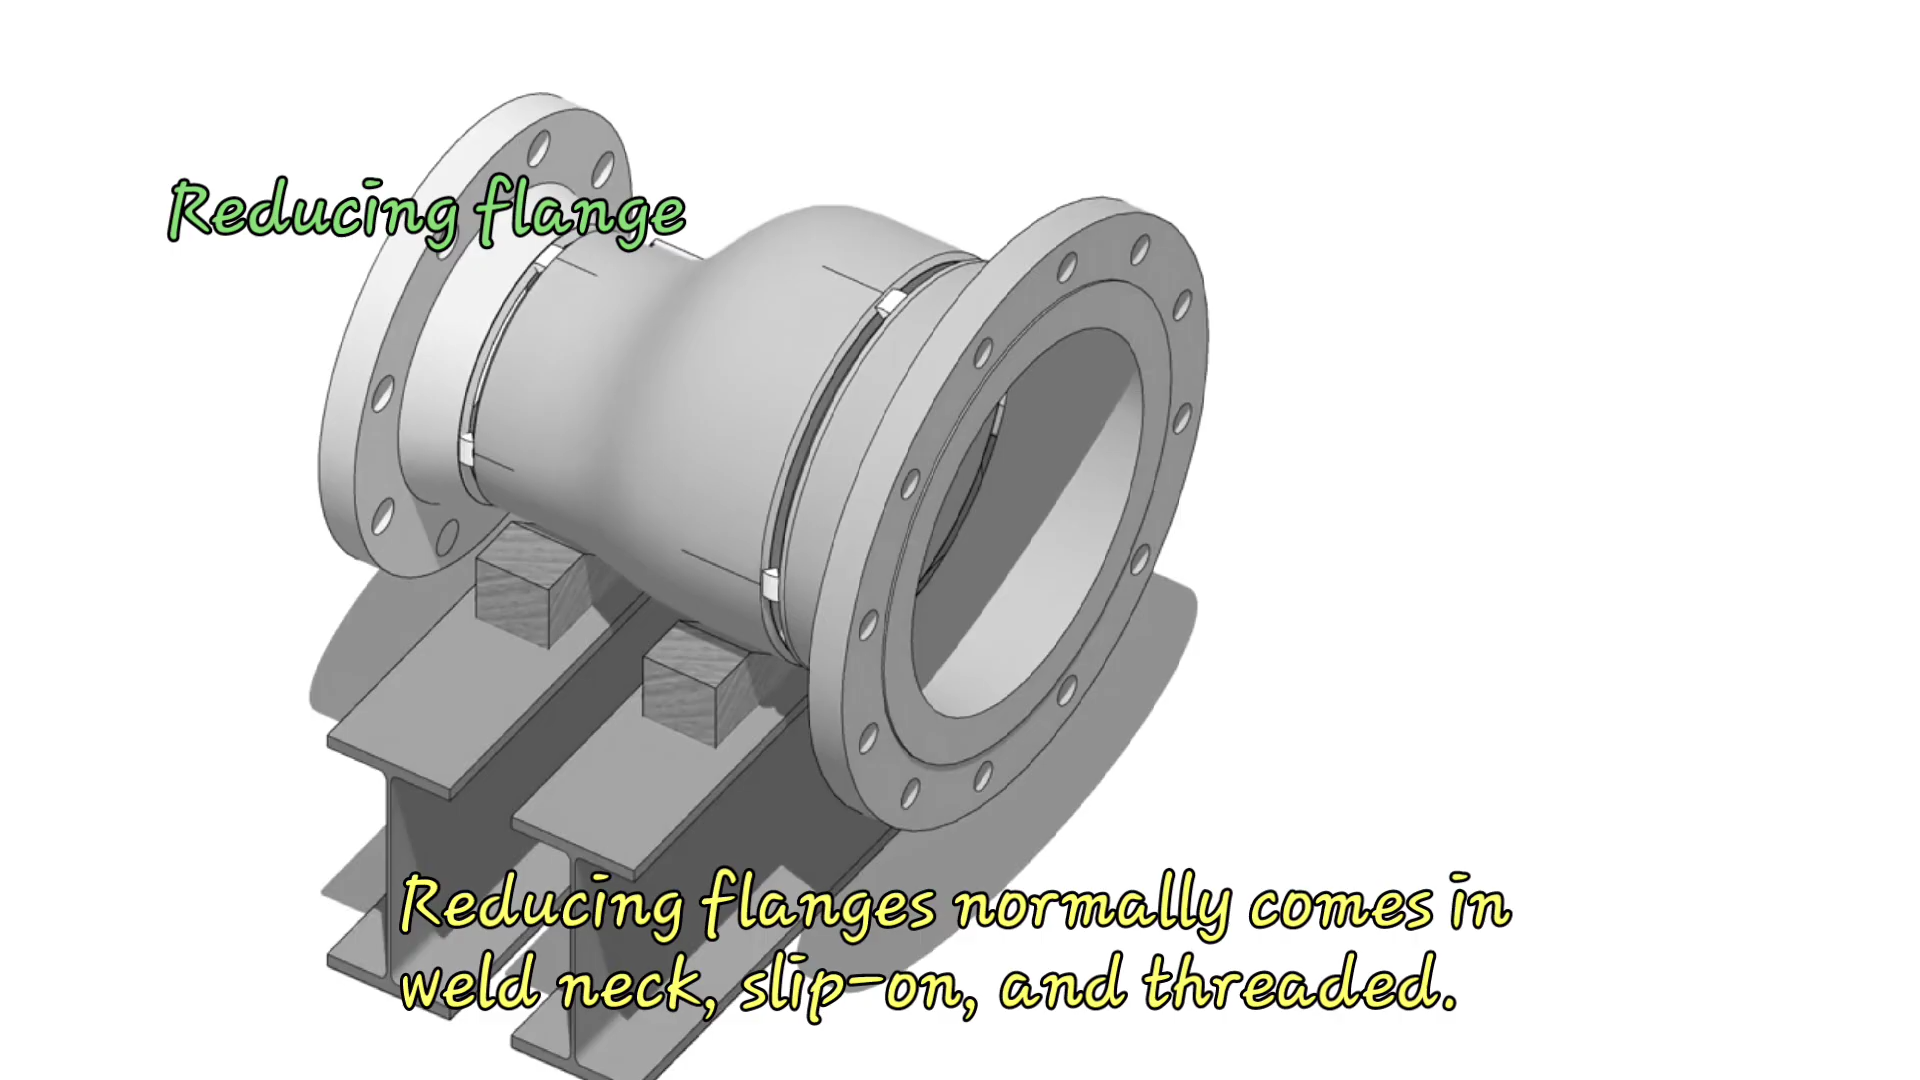 Reducing flange
Reducing flanges normally comes in
weld neck, slip-on, and threaded.